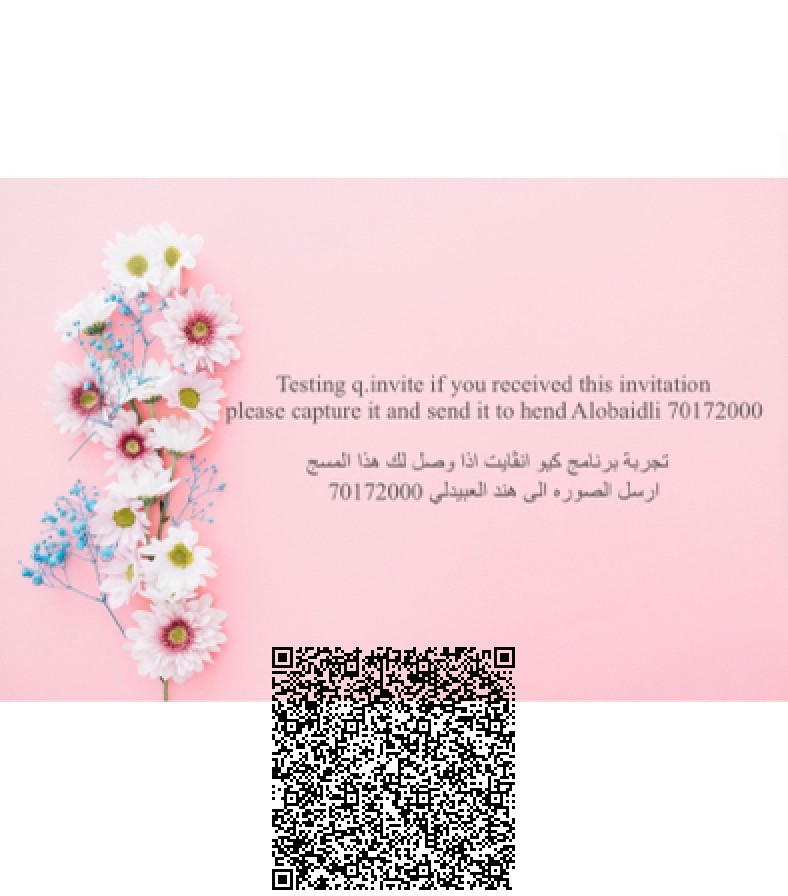 Testing q.invite if you received this invitation
please capture it and send it to hend Alobaidli 70172000
تجربة برنامج كيو انڤايت اذا وصل لك هذا المسج
ارسل الصوره الى هند العبيدلي 70172000